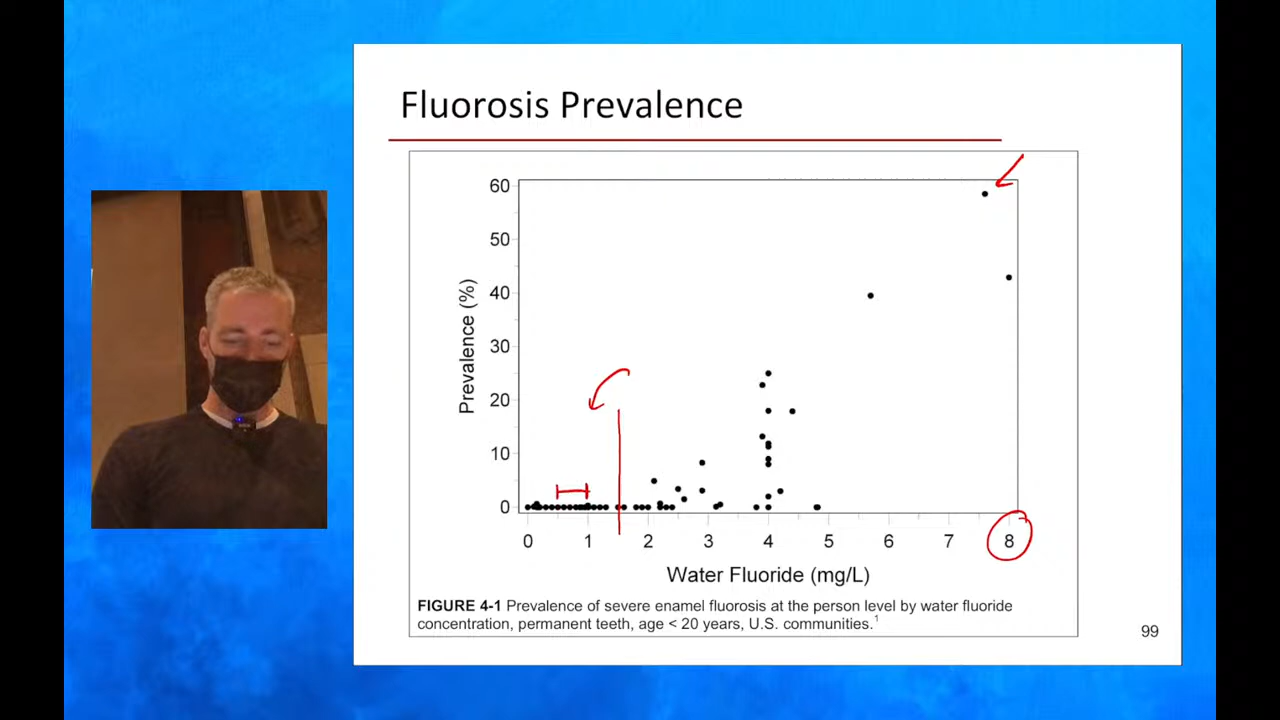 Fluorosis Prevalence
60
50
40
30
20
10
0
Prevalence (%)
0 1 2 3 4 5 6 7 8
Water Fluoride (mg/L)
FIGURE 4-1 Prevalence of severe enamel fluorosis at the person level by water fluoride
concentration, permanent teeth, age < 20 years, U.S. communities.1
99